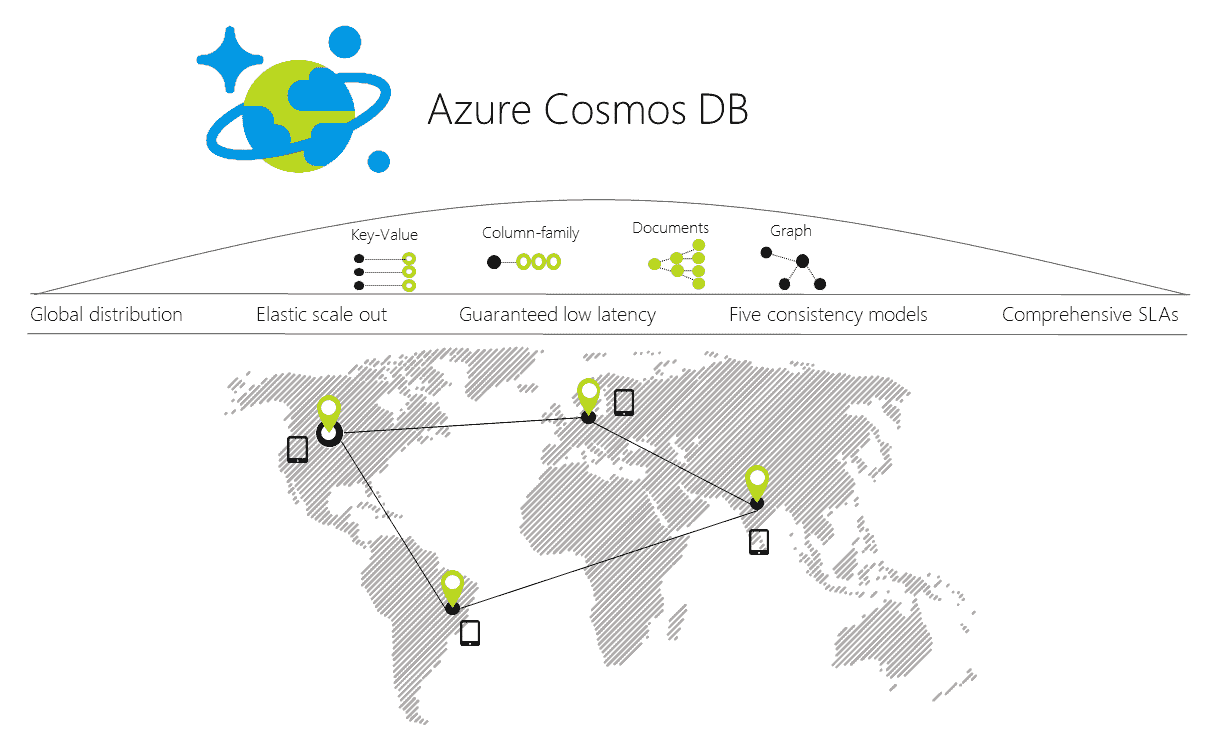 Azure Cosmos DB
Key-Value
Column-family
Documents
Graph
Global distribution
Elastic scale out
Guaranteed low latency
Five consistency models
Comprehensive SLAs